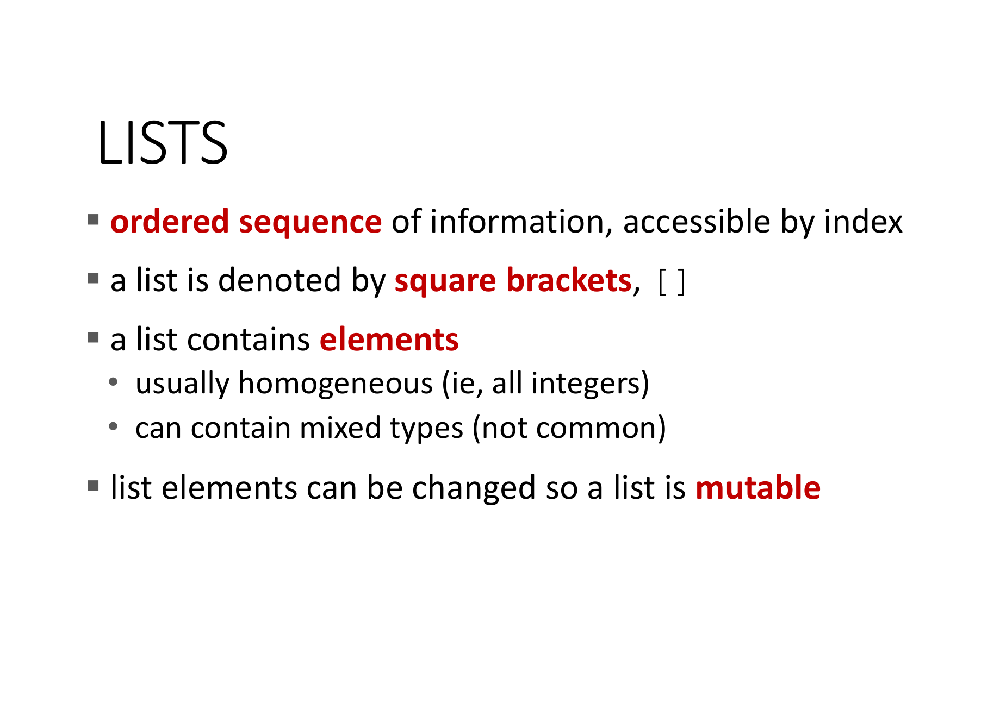 LISTS
▪ ordered sequence of information, accessible by index
▪ a list is denoted by square brackets, []
▪ a list contains elements
• usually homogeneous (ie, all integers)
• can contain mixed types (not common)
▪ list elements can be changed so a list is mutable